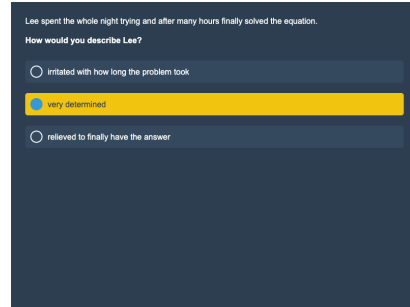 Lee spent the whole night trying and after many hours finally solved the equation.
How would you describe Lee?
irritated with how long the problem took
very determined
relieved to finally have the answer